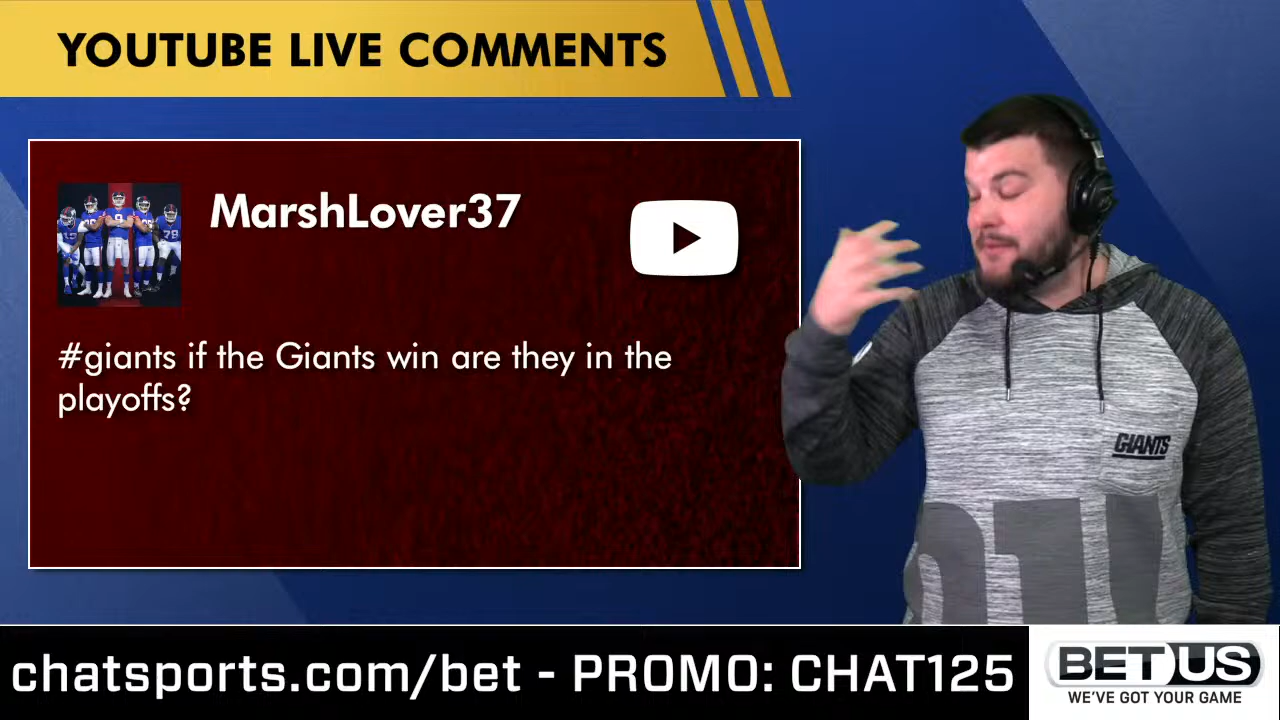 YOUTUBE LIVE COMMENTS
MarshLover37
#giants if the Giants win are they in the
playoffs?
GIANTS
chatsports.com/bet - PROMO: CHAT125
BETUS
WE'VE GOT YOUR GAME